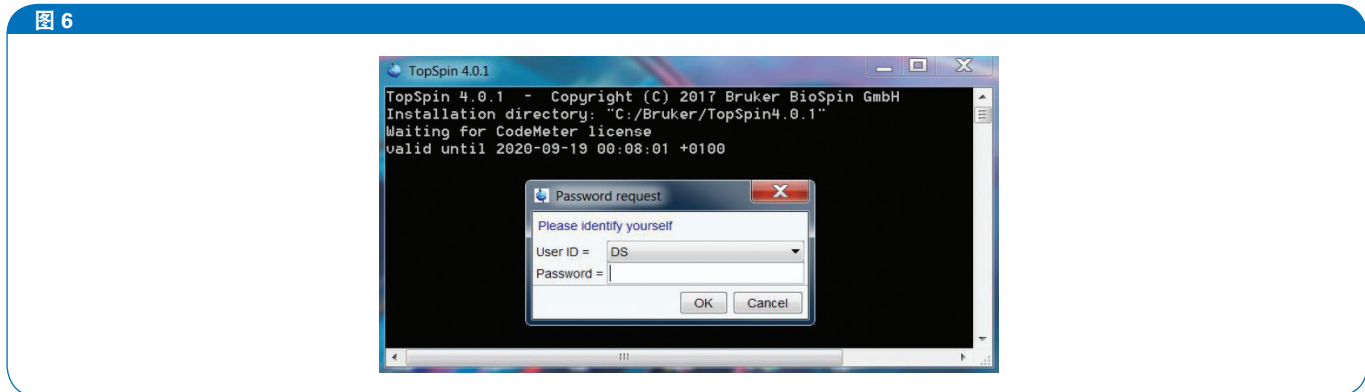 图 6
TopSpin 4.0.1
TopSpin 4.0.1 - Copyright (C) 2017 Bruker BioSpin GmbH
Installation directory: "C:/Bruker/TopSpin4.0.1"
Waiting for CodeMeter license
valid until 2020-09-19 00:08:01 +0100
Password request
Please identify yourself
User ID = DS
Password =
OK Cancel